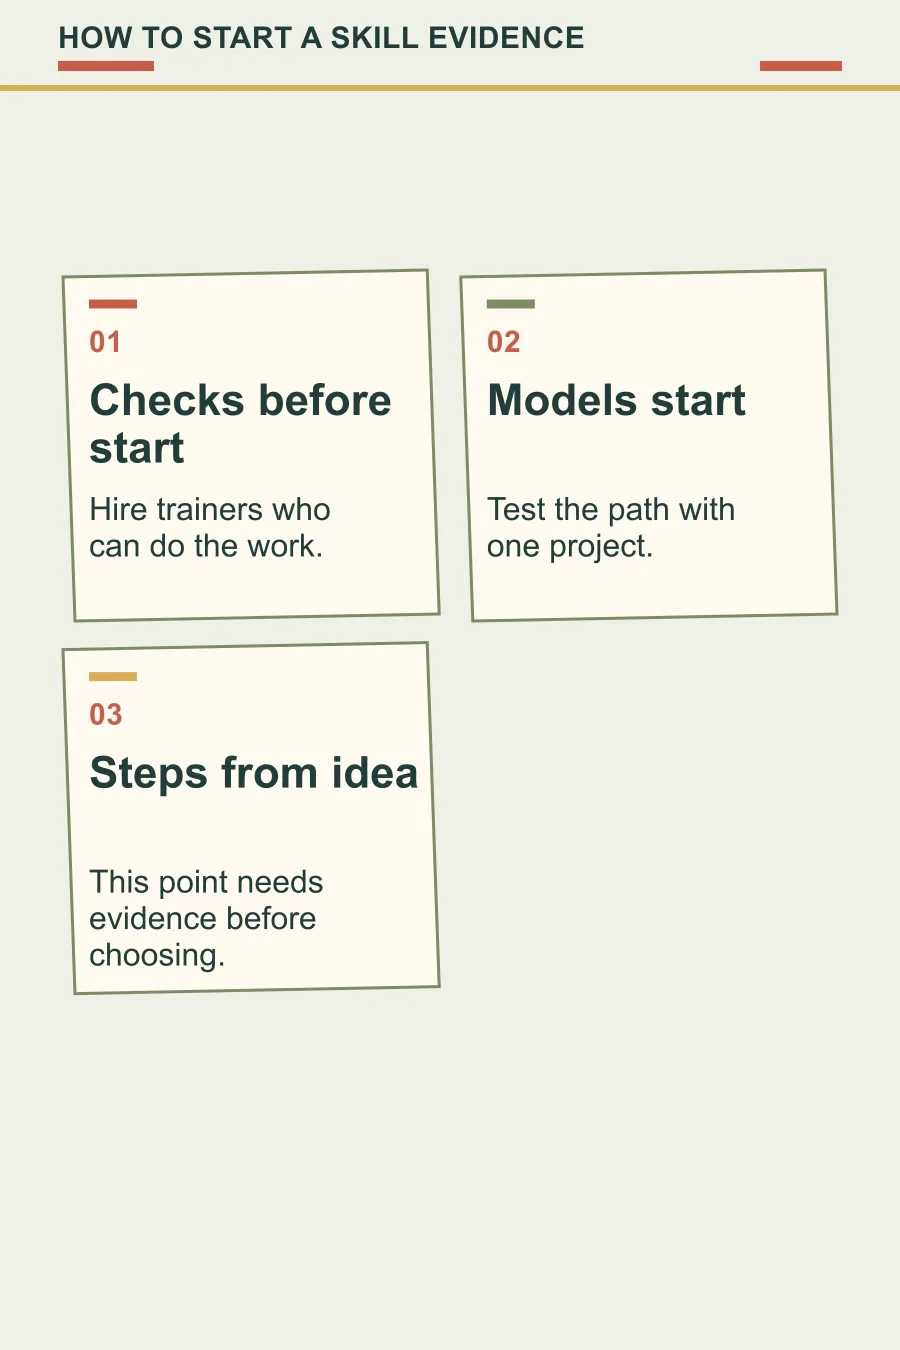 HOW TO START A SKILL EVIDENCE
01
Checks before
start
Hire trainers who
can do the work.
02
Models start
Test the path with
one project.
03
Steps from idea
This point needs
evidence before
choosing.